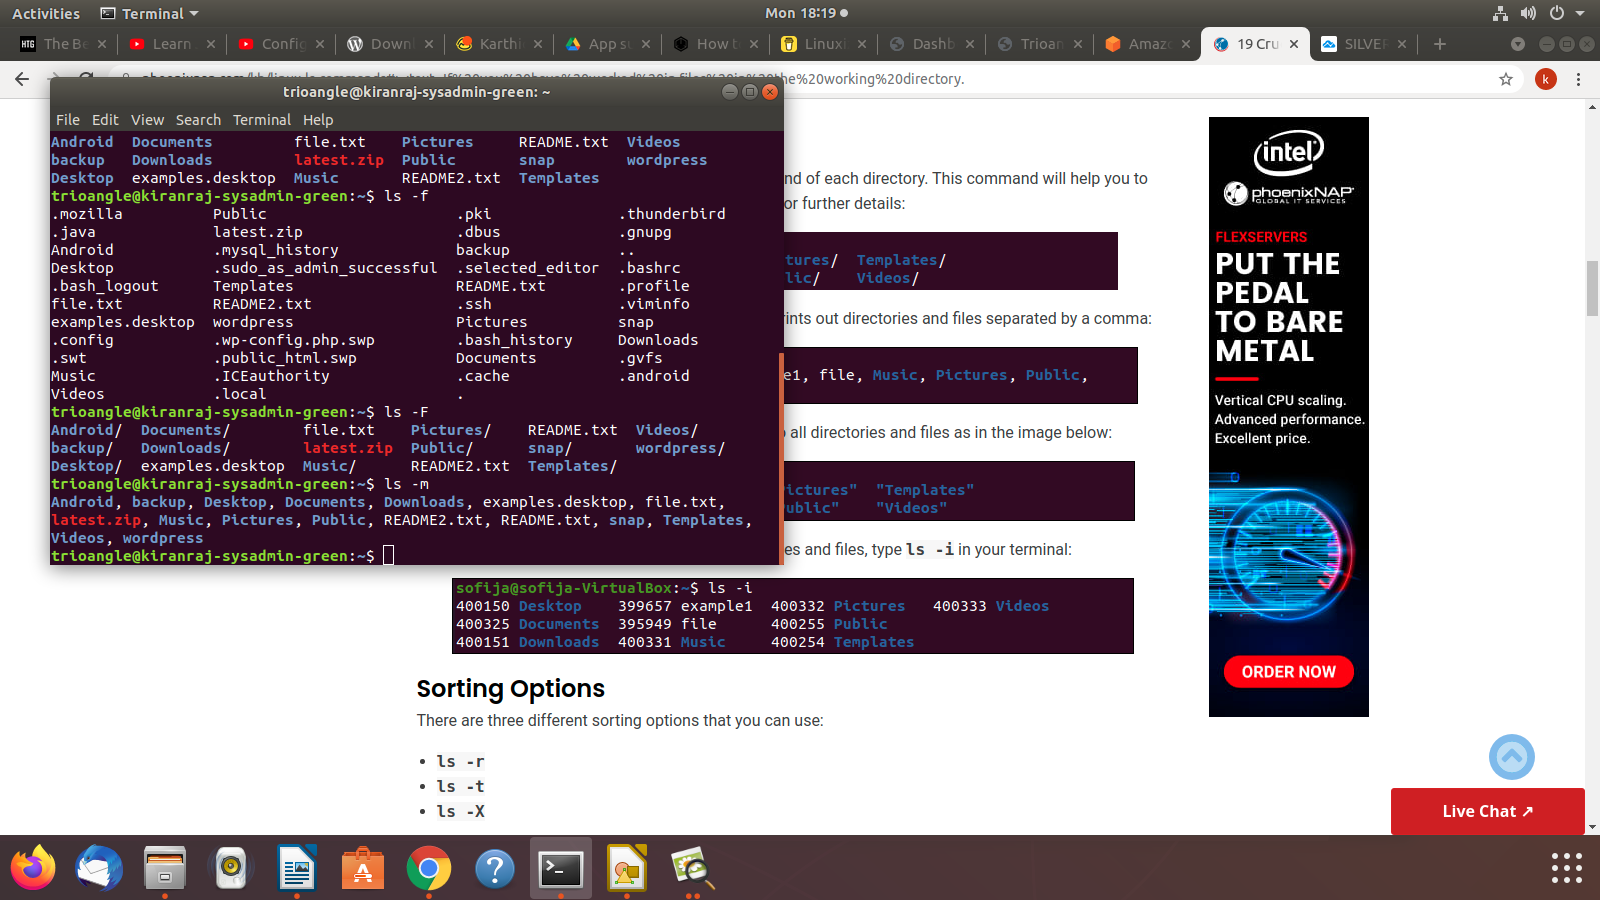 Activities Terminal Mon 18:19
The Be Learn Config Down Karthi App su How t Linuxi Dashb Trioan Amazo 19 Cru SILVER
he%20working%20directory.
k
trioangle@kiranraj-sysadmin-green: ~
File Edit View Search Terminal Help
Android Documents file.txt Pictures README.txt Videos
backup Downloads latest.zip Public snap wordpress
Desktop examples.desktop Music README2.txt Templates
trioangle@kiranraj-sysadmin-green:~$ ls -f
.mozilla Public .pki .thunderbird
.java latest.zip .dbus .gnupg
Android .mysql_history backup ..
Desktop .sudo_as_admin_successful .selected_editor .bashrc
.bash_logout Templates README.txt .profile
file.txt README2.txt .ssh .viminfo
examples.desktop wordpress Pictures snap
.config .wp-config.php.swp .bash_history Downloads
.swt .public_html.swp Documents .gvfs
Music .ICEauthority .cache .android
Videos .local .
trioangle@kiranraj-sysadmin-green:~$ ls -F
Android/ Documents/ file.txt Pictures/ README.txt Videos/
backup/ Downloads/ latest.zip Public/ snap/ wordpress/
Desktop/ examples.desktop Music/ README2.txt Templates/
trioangle@kiranraj-sysadmin-green:~$ ls -m
Android, backup, Desktop, Documents, Downloads, examples.desktop, file.txt,
latest.zip, Music, Pictures, Public, README2.txt, README.txt, snap, Templates,
Videos, wordpress
trioangle@kiranraj-sysadmin-green:~$
nd of each directory. This command will help you to
or further details:
tures/ Templates/
lic/ Videos/
rints out directories and files separated by a comma:
e1, file, Music, Pictures, Public,
all directories and files as in the image below:
ictures" "Templates"
ublic" "Videos"
es and files, type ls -i in your terminal:
sofija@sofija-VirtualBox:~$ ls -i
400150 Desktop 399657 example1 400332 Pictures 400333 Videos
400325 Documents 395949 file 400255 Public
400151 Downloads 400331 Music 400254 Templates
Sorting Options
There are three different sorting options that you can use:
• ls -r
• ls -t
• ls -X
intel
phoenixNAP
GLOBAL IT SERVICES
FLEXSERVERS
PUT THE
PEDAL
TO BARE
METAL
Vertical CPU scaling.
Advanced performance.
Excellent price.
ORDER NOW
Live Chat ↗